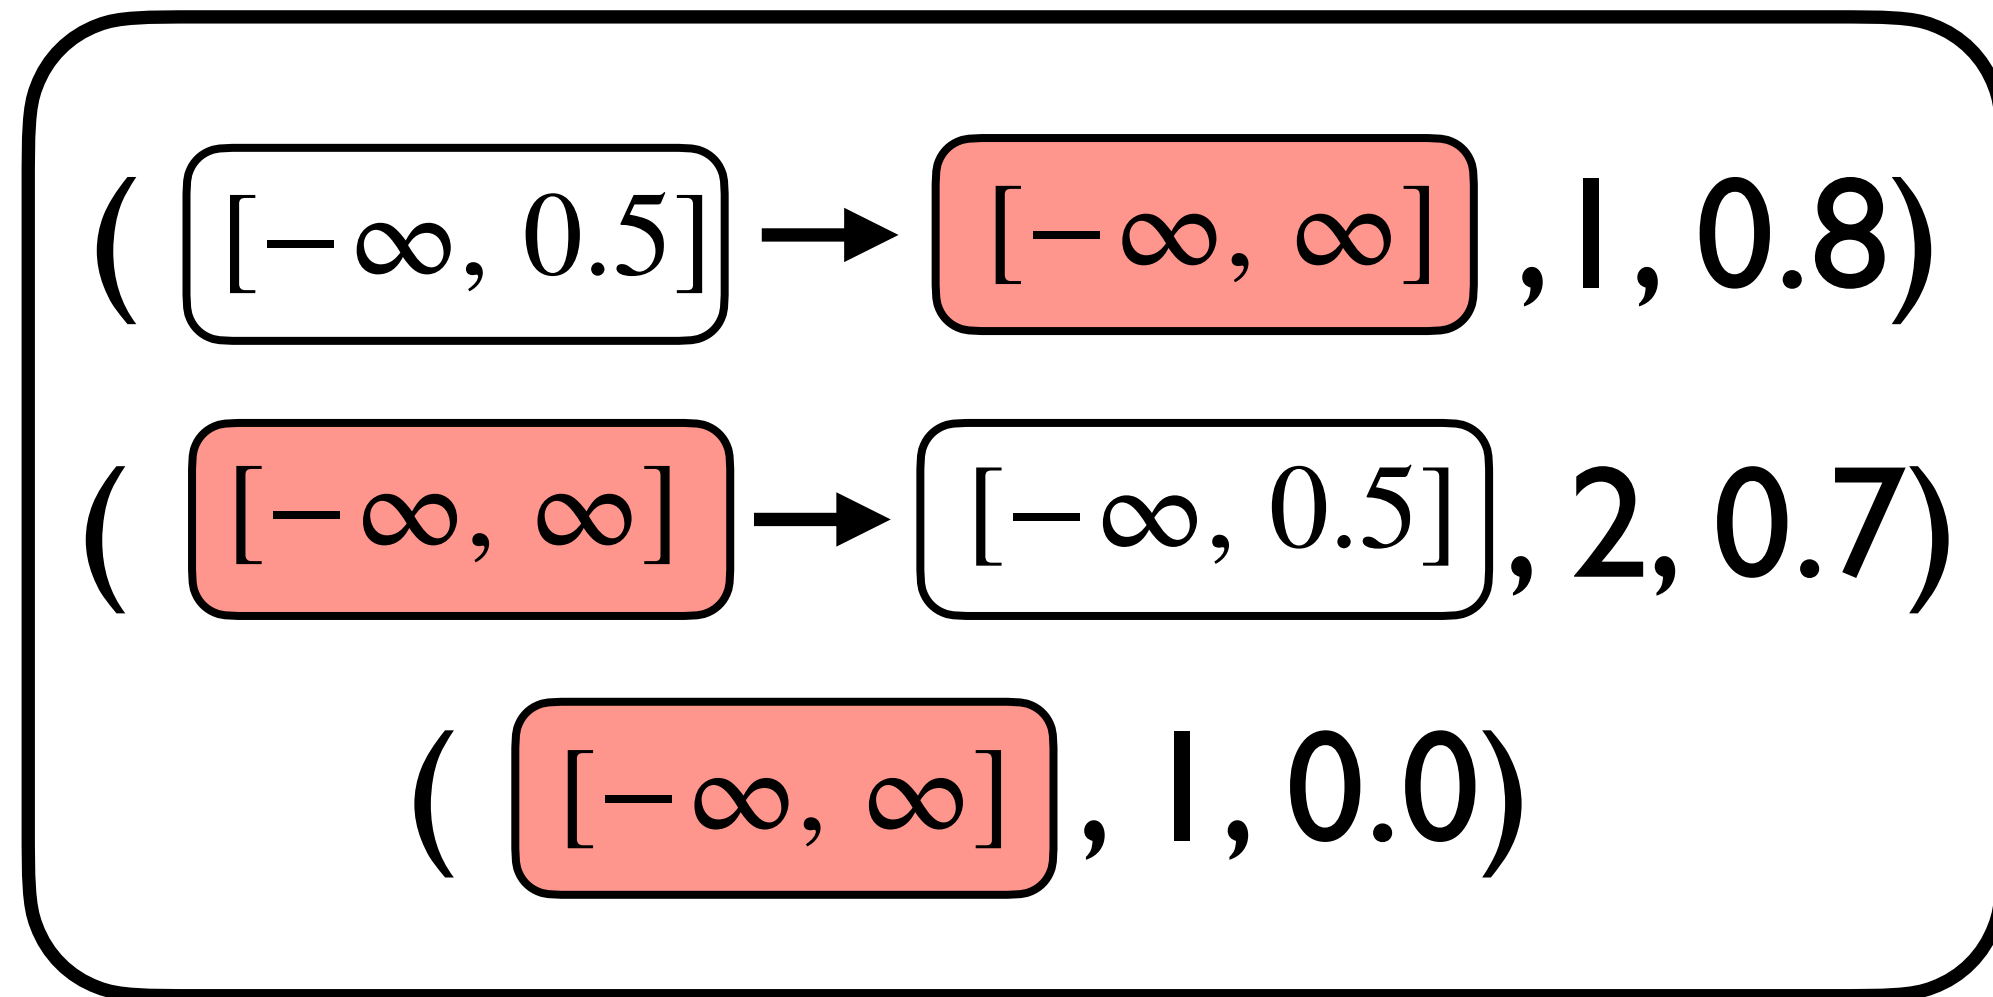 ( [−∞, 0.5] → [−∞, ∞] , 1, 0.8)
( [−∞, ∞] → [−∞, 0.5] , 2, 0.7)
( [−∞, ∞] , 1, 0.0)